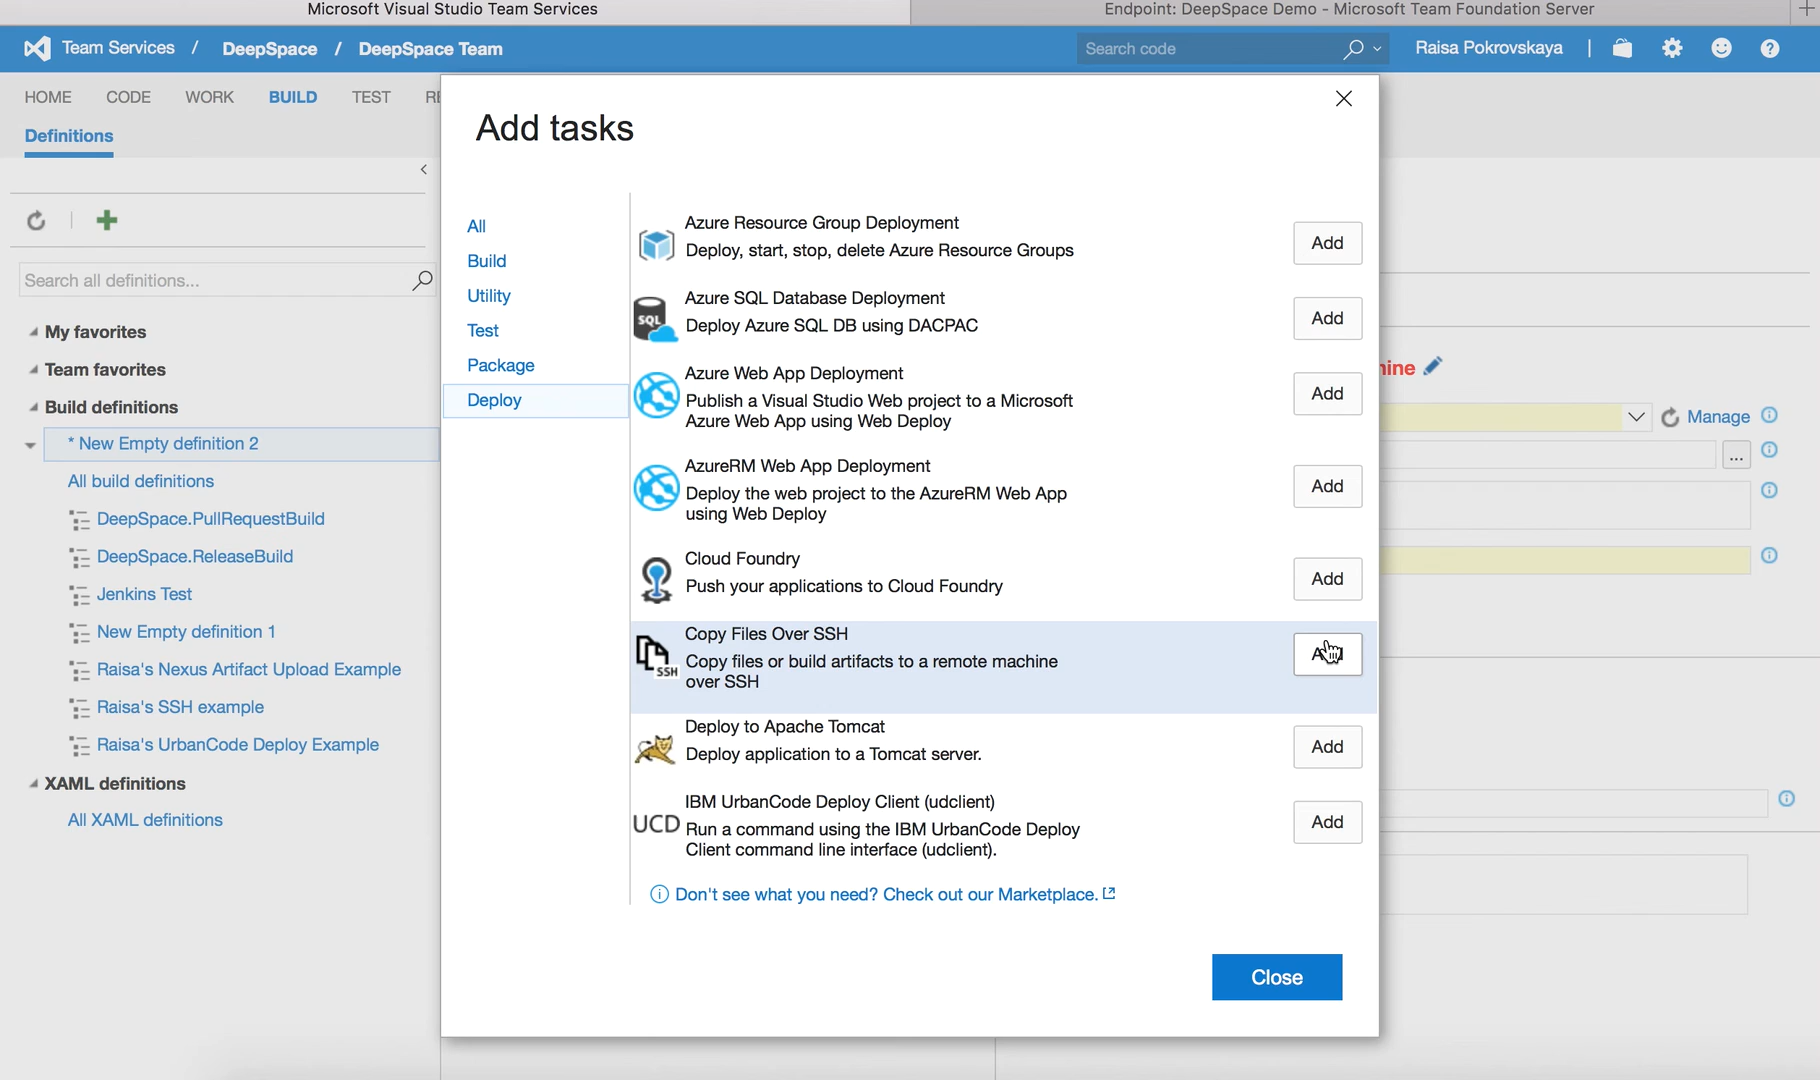 Microsoft Visual Studio Team Services
Endpoint: DeepSpace Demo - Microsoft Team Foundation Server
Team Services / DeepSpace / DeepSpace Team
Search code
Raisa Pokrovskaya
HOME CODE WORK BUILD TEST RE
Definitions
Search all definitions...
My favorites
Team favorites
Build definitions
* New Empty definition 2
All build definitions
DeepSpace.PullRequestBuild
DeepSpace.ReleaseBuild
Jenkins Test
New Empty definition 1
Raisa's Nexus Artifact Upload Example
Raisa's SSH example
Raisa's UrbanCode Deploy Example
XAML definitions
All XAML definitions
Add tasks
All
Build
Utility
Test
Package
Deploy
Azure Resource Group Deployment
Deploy, start, stop, delete Azure Resource Groups
Add
SQL
Azure SQL Database Deployment
Deploy Azure SQL DB using DACPAC
Add
Azure Web App Deployment
Publish a Visual Studio Web project to a Microsoft
Azure Web App using Web Deploy
Add
AzureRM Web App Deployment
Deploy the web project to the AzureRM Web App
using Web Deploy
Add
Cloud Foundry
Push your applications to Cloud Foundry
Add
SSH
Copy Files Over SSH
Copy files or build artifacts to a remote machine
over SSH
Deploy to Apache Tomcat
Deploy application to a Tomcat server.
Add
UCD
IBM UrbanCode Deploy Client (udclient)
Run a command using the IBM UrbanCode Deploy
Client command line interface (udclient).
Add
Don't see what you need? Check out our Marketplace.
Close
hine
Manage
...